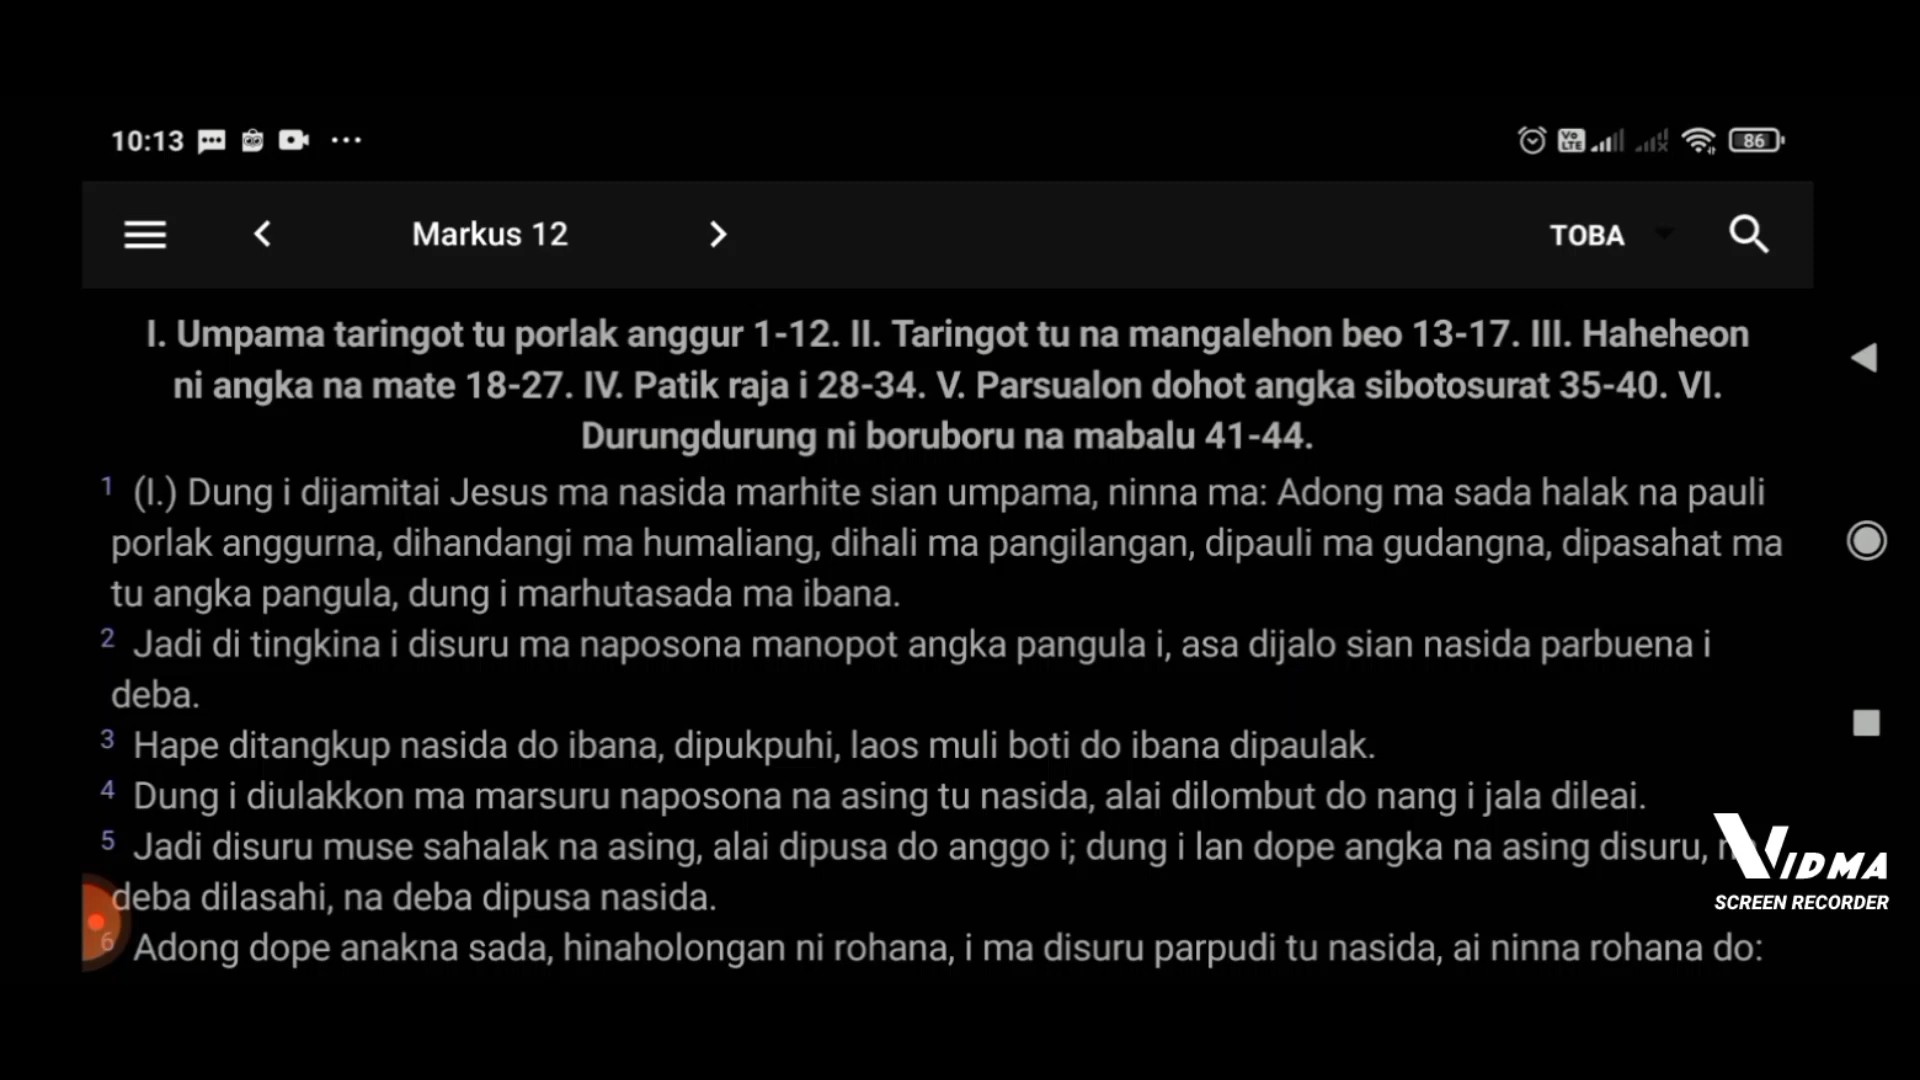 10:13
VoLTE
86
Markus 12
TOBA
I. Umpama taringot tu porlak anggur 1-12. II. Taringot tu na mangalehon beo 13-17. III. Haheheon
ni angka na mate 18-27. IV. Patik raja i 28-34. V. Parsualon dohot angka sibotosurat 35-40. VI.
Durungdurung ni boruboru na mabalu 41-44.
1 (I.) Dung i dijamitai Jesus ma nasida marhite sian umpama, ninna ma: Adong ma sada halak na pauli
porlak anggurna, dihandangi ma humaliang, dihali ma pangilangan, dipauli ma gudangna, dipasahat ma
tu angka pangula, dung i marhutasada ma ibana.
2 Jadi di tingkina i disuru ma naposona manopot angka pangula i, asa dijalo sian nasida parbuena i
deba.
3 Hape ditangkup nasida do ibana, dipukpuhi, laos muli boti do ibana dipaulak.
4 Dung i diulakkon ma marsuru naposona na asing tu nasida, alai dilombut do nang i jala dileai.
5 Jadi disuru muse sahalak na asing, alai dipusa do anggo i; dung i lan dope angka na asing disuru,
deba dilasahi, na deba dipusa nasida.
6 Adong dope anakna sada, hinaholongan ni rohana, i ma disuru parpudi tu nasida, ai ninna rohana do:
VIDMA
SCREEN RECORDER